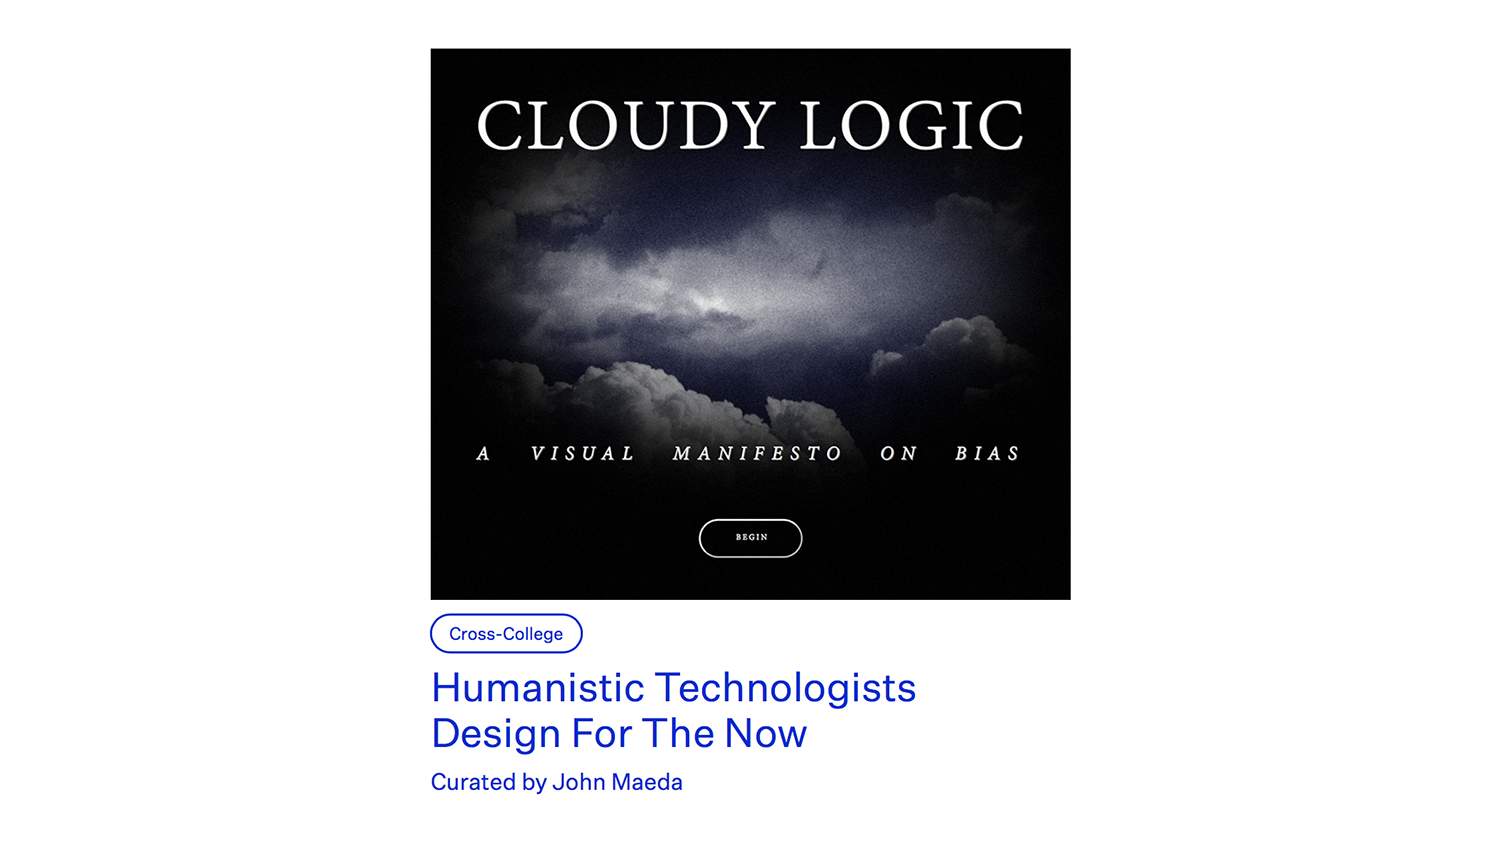 CLOUDY LOGIC
A VISUAL MANIFESTO ON BIAS
BEGIN
Cross-College
Humanistic Technologists
Design For The Now
Curated by John Maeda